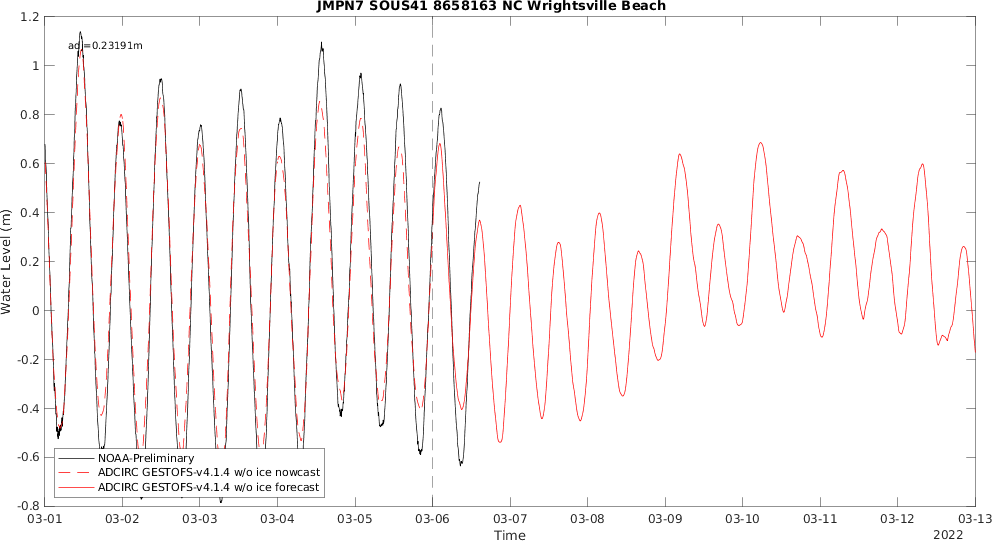 JMPN7 SOUS41 8658163 NC Wrightsville Beach
1.2
1
0.8
0.6
0.4
0.2
0
-0.2
-0.4
-0.6
-0.8
Water Level (m)
NOAA-Preliminary
ADCIRC GESTOFS-v4.1.4 w/o ice nowcast
ADCIRC GESTOFS-v4.1.4 w/o ice forecast
03-01 03-02 03-03 03-04 03-05 03-06 03-07 03-08 03-09 03-10 03-11 03-12 03-13
Time
2022